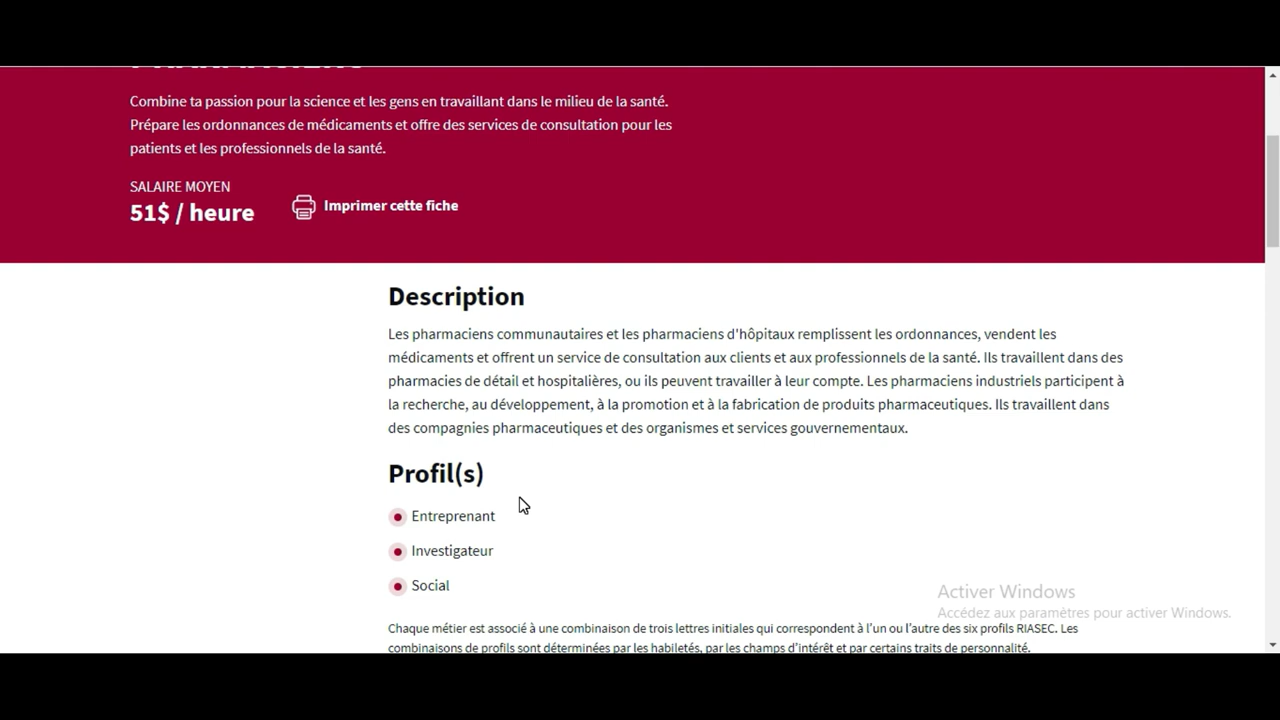 Combine ta passion pour la science et les gens en travaillant dans le milieu de la santé.
Prépare les ordonnances de médicaments et offre des services de consultation pour les
patients et les professionnels de la santé.
SALAIRE MOYEN
51$ / heure
Imprimer cette fiche
Description
Les pharmaciens communautaires et les pharmaciens d'hôpitaux remplissent les ordonnances, vendent les
médicaments et offrent un service de consultation aux clients et aux professionnels de la santé. Ils travaillent dans des
pharmacies de détail et hospitalières, ou ils peuvent travailler à leur compte. Les pharmaciens industriels participent à
la recherche, au développement, à la promotion et à la fabrication de produits pharmaceutiques. Ils travaillent dans
des compagnies pharmaceutiques et des organismes et services gouvernementaux.
Profil(s)
Entreprenant
Investigateur
Social
Activer Windows
Accédez aux paramètres pour activer Windows.
Chaque métier est associé à une combinaison de trois lettres initiales qui correspondent à l’un ou l’autre des six profils RIASEC. Les
combinaisons de profils sont déterminées par les habiletés, par les champs d’intérêt et par certains traits de personnalité.